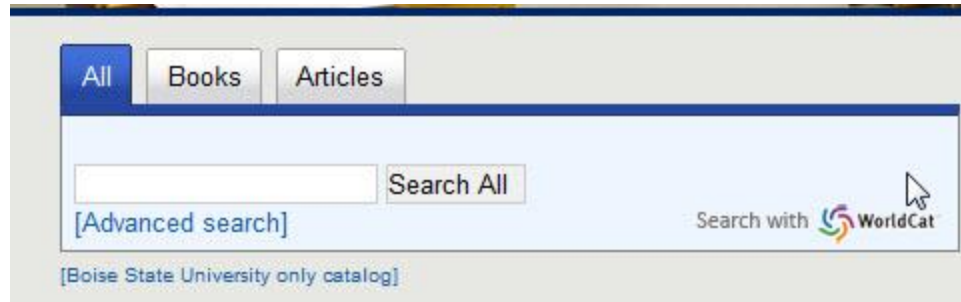 All Books Articles
Search All
[Advanced search]
Search with WorldCat
[Boise State University only catalog]